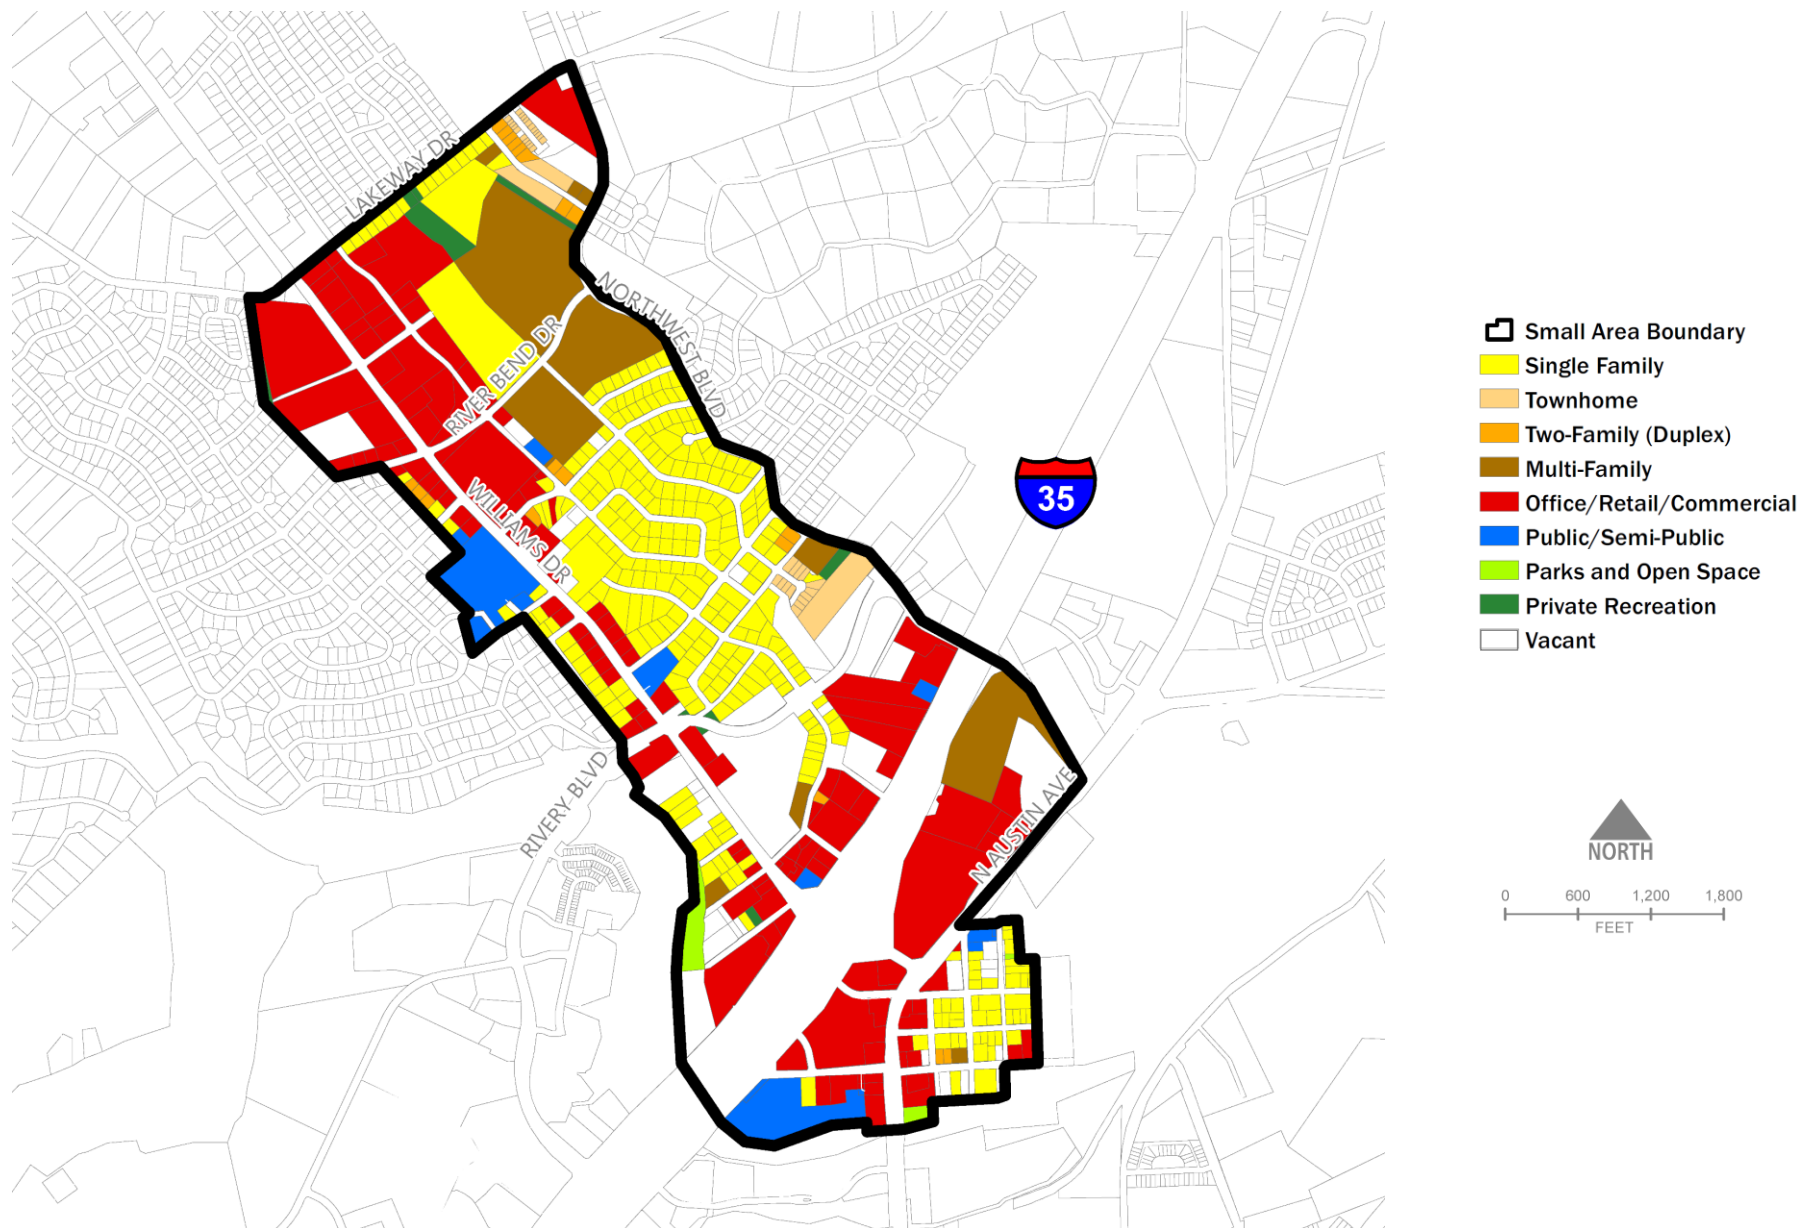 LAKEWAY DR
NORTHWEST BLVD
RIVER BEND DR
WILLIAMS DR
RIVERY BLVD
N AUSTIN AVE
35
Small Area Boundary
Single Family
Townhome
Two-Family (Duplex)
Multi-Family
Office/Retail/Commercial
Public/Semi-Public
Parks and Open Space
Private Recreation
Vacant
NORTH
0 600 1,200 1,800
FEET